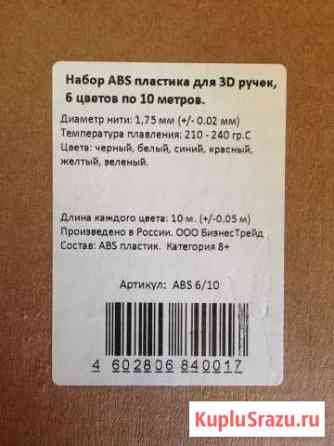 Набор ABS пластика для 3D ручек,
6 цветов по 10 метров.
Диаметр нити: 1,75 мм (+/- 0.02 мм)
Температура плавления: 210 - 240 гр.С
Цвета: черный, белый, синий, красный,
желтый, зеленый.
Длина каждого цвета: 10 м. (+/-0.05 м)
Произведено в России. ООО БизнесТрейд
Состав: ABS пластик. Категория 8+
Артикул: ABS 6/10
4 602806 840017
KupluSrazu.ru